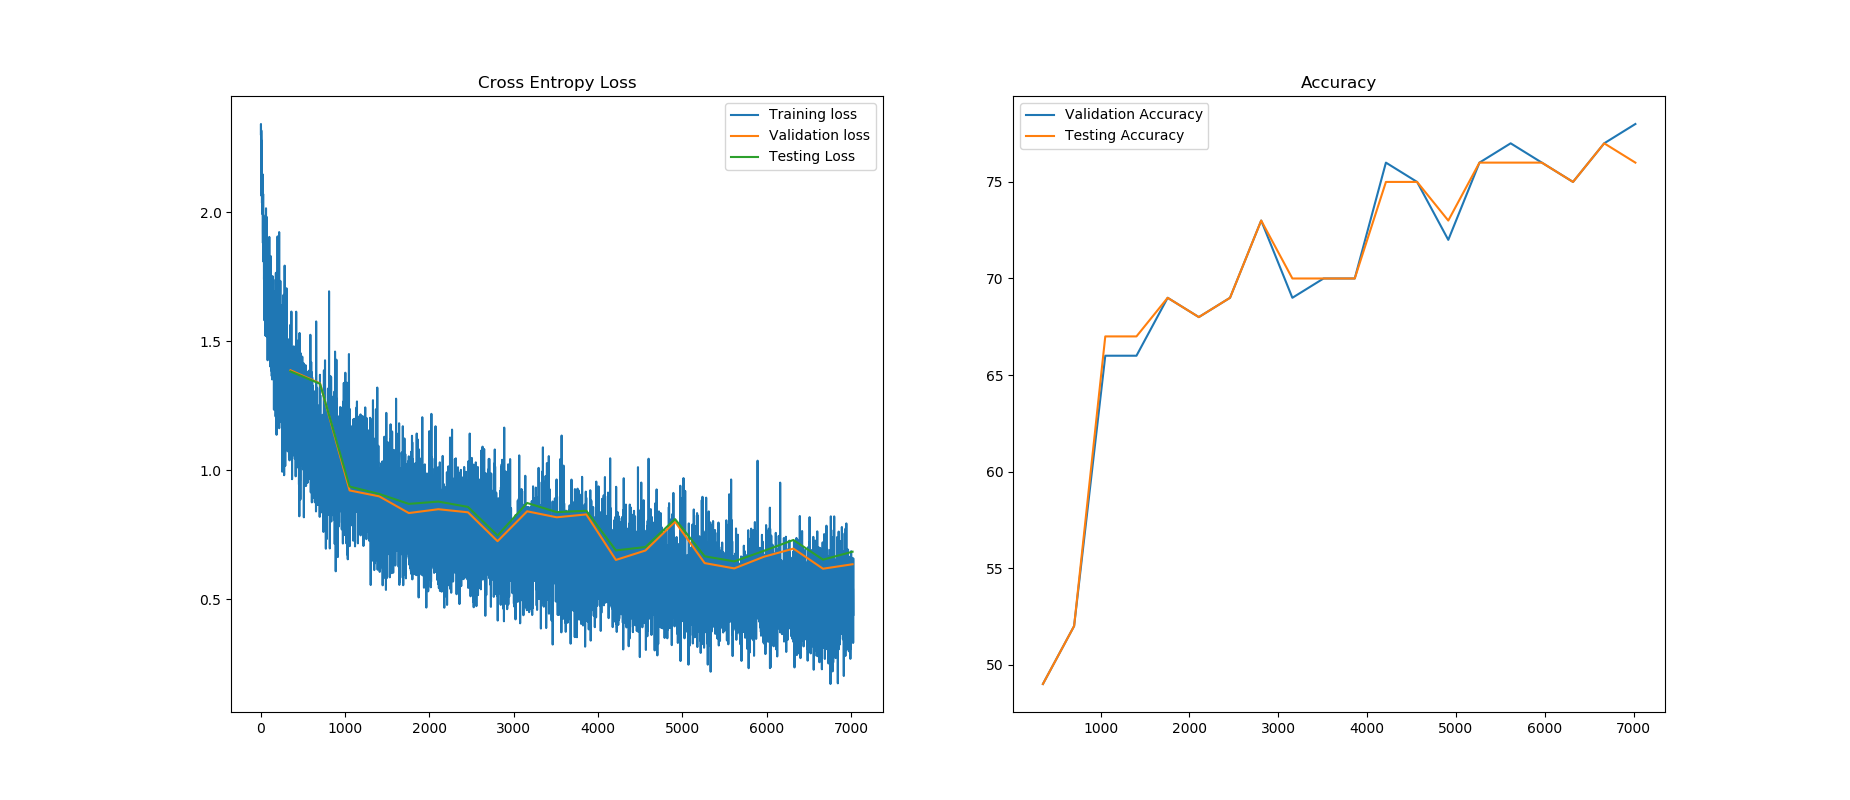 Cross Entropy Loss
Training loss
Validation loss
Testing Loss
2.0
1.5
1.0
0.5
0 1000 2000 3000 4000 5000 6000 7000
Accuracy
Validation Accuracy
Testing Accuracy
75
70
65
60
55
50
1000 2000 3000 4000 5000 6000 7000